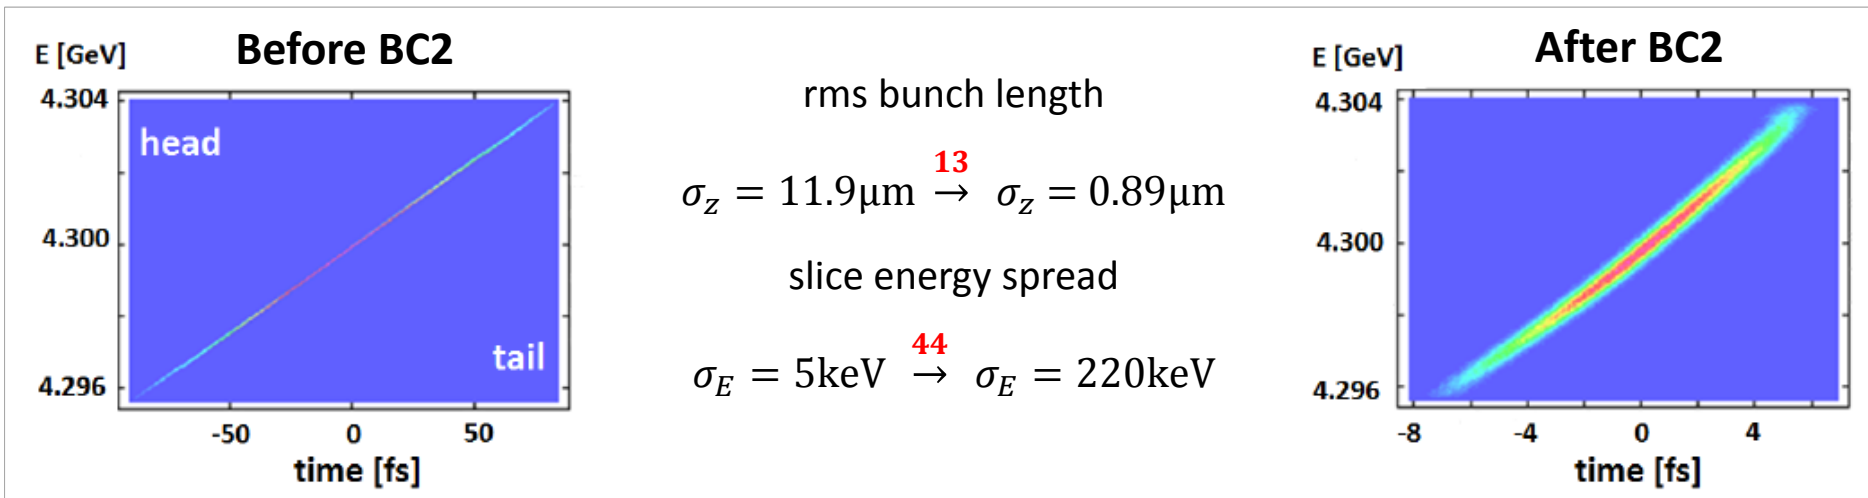 Before BC2
E [GeV]
4.304
4.300
4.296
head
tail
-50 0 50
time [fs]
rms bunch length
13
σz = 11.9μm → σz = 0.89μm
slice energy spread
44
σE = 5keV → σE = 220keV
After BC2
E [GeV]
4.304
4.300
4.296
-8 -4 0 4
time [fs]